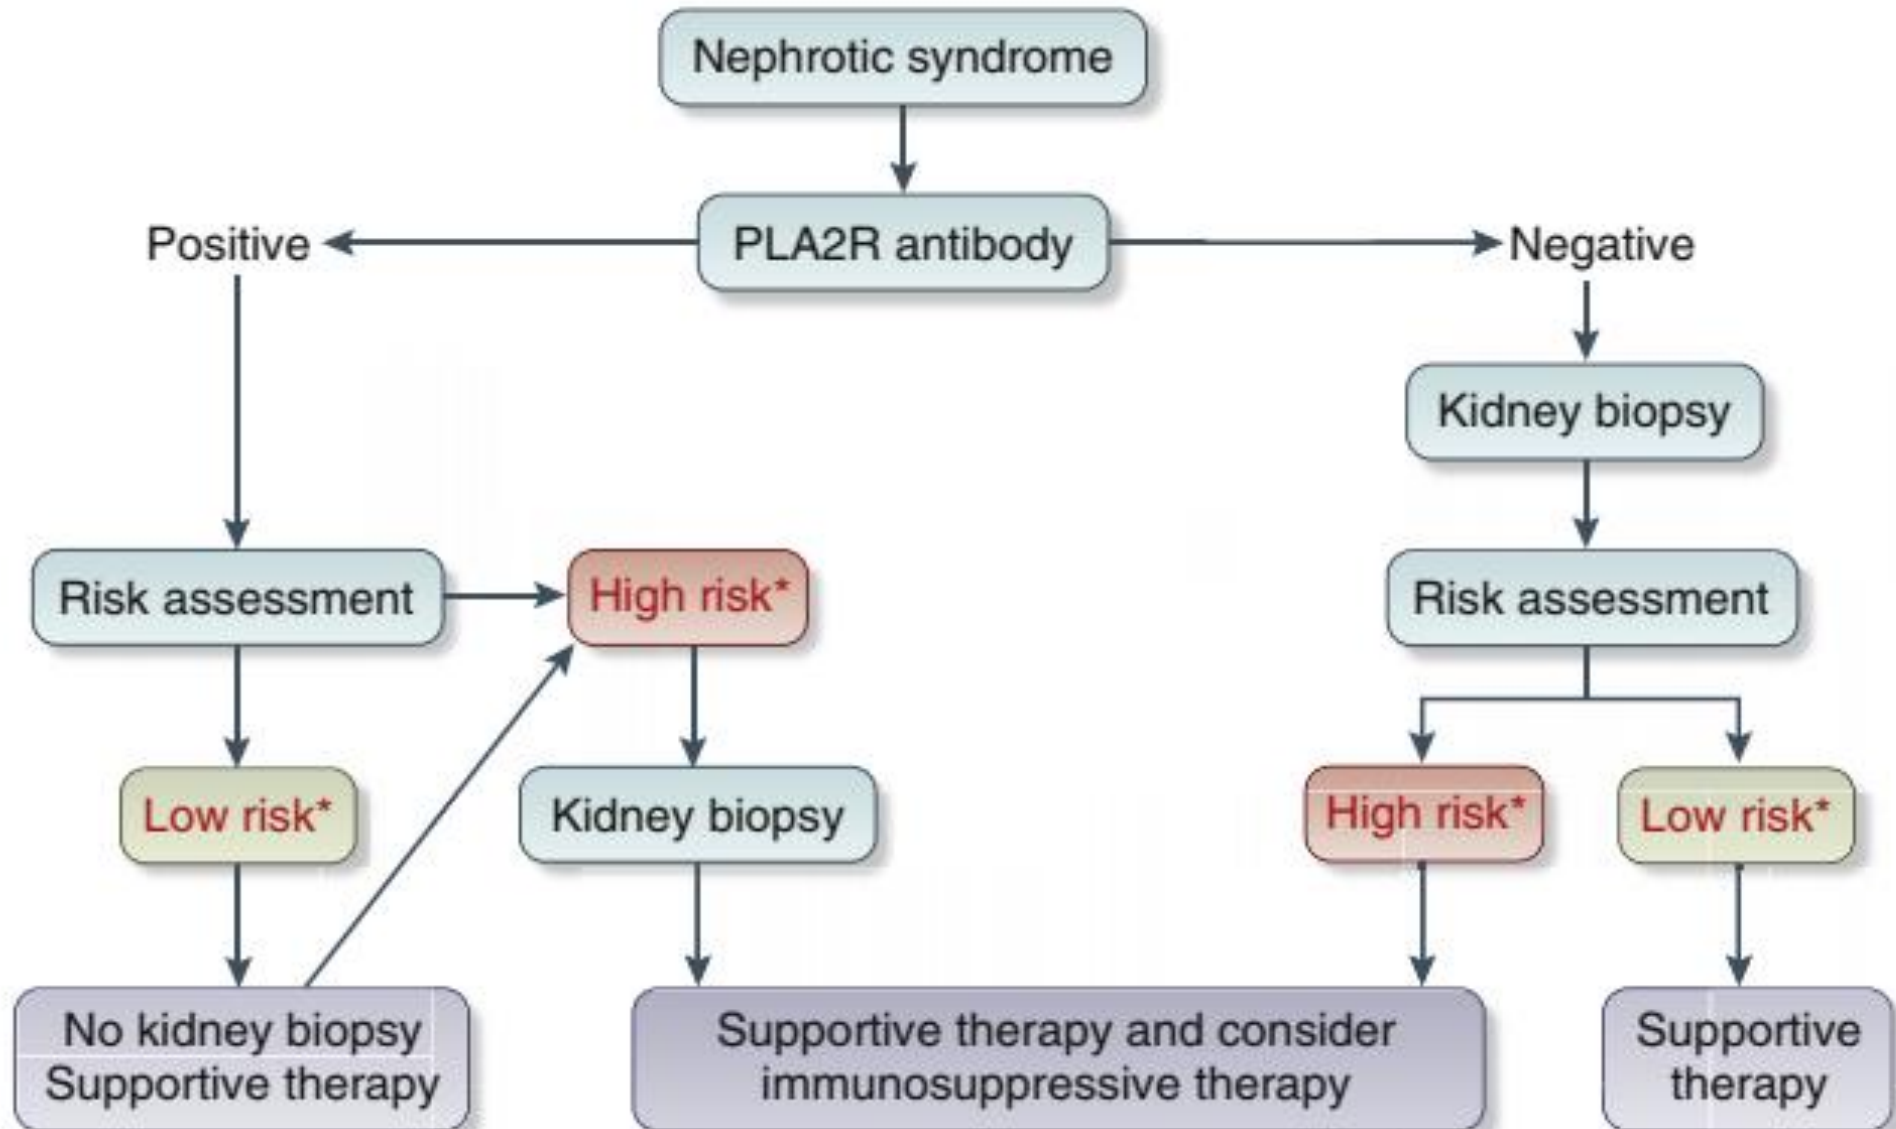 Nephrotic syndrome
Positive
PLA2R antibody
Negative
Kidney biopsy
Risk assessment
High risk*
Risk assessment
Low risk*
Kidney biopsy
High risk*
Low risk*
No kidney biopsy
Supportive therapy
Supportive therapy and consider
immunosuppressive therapy
Supportive
therapy